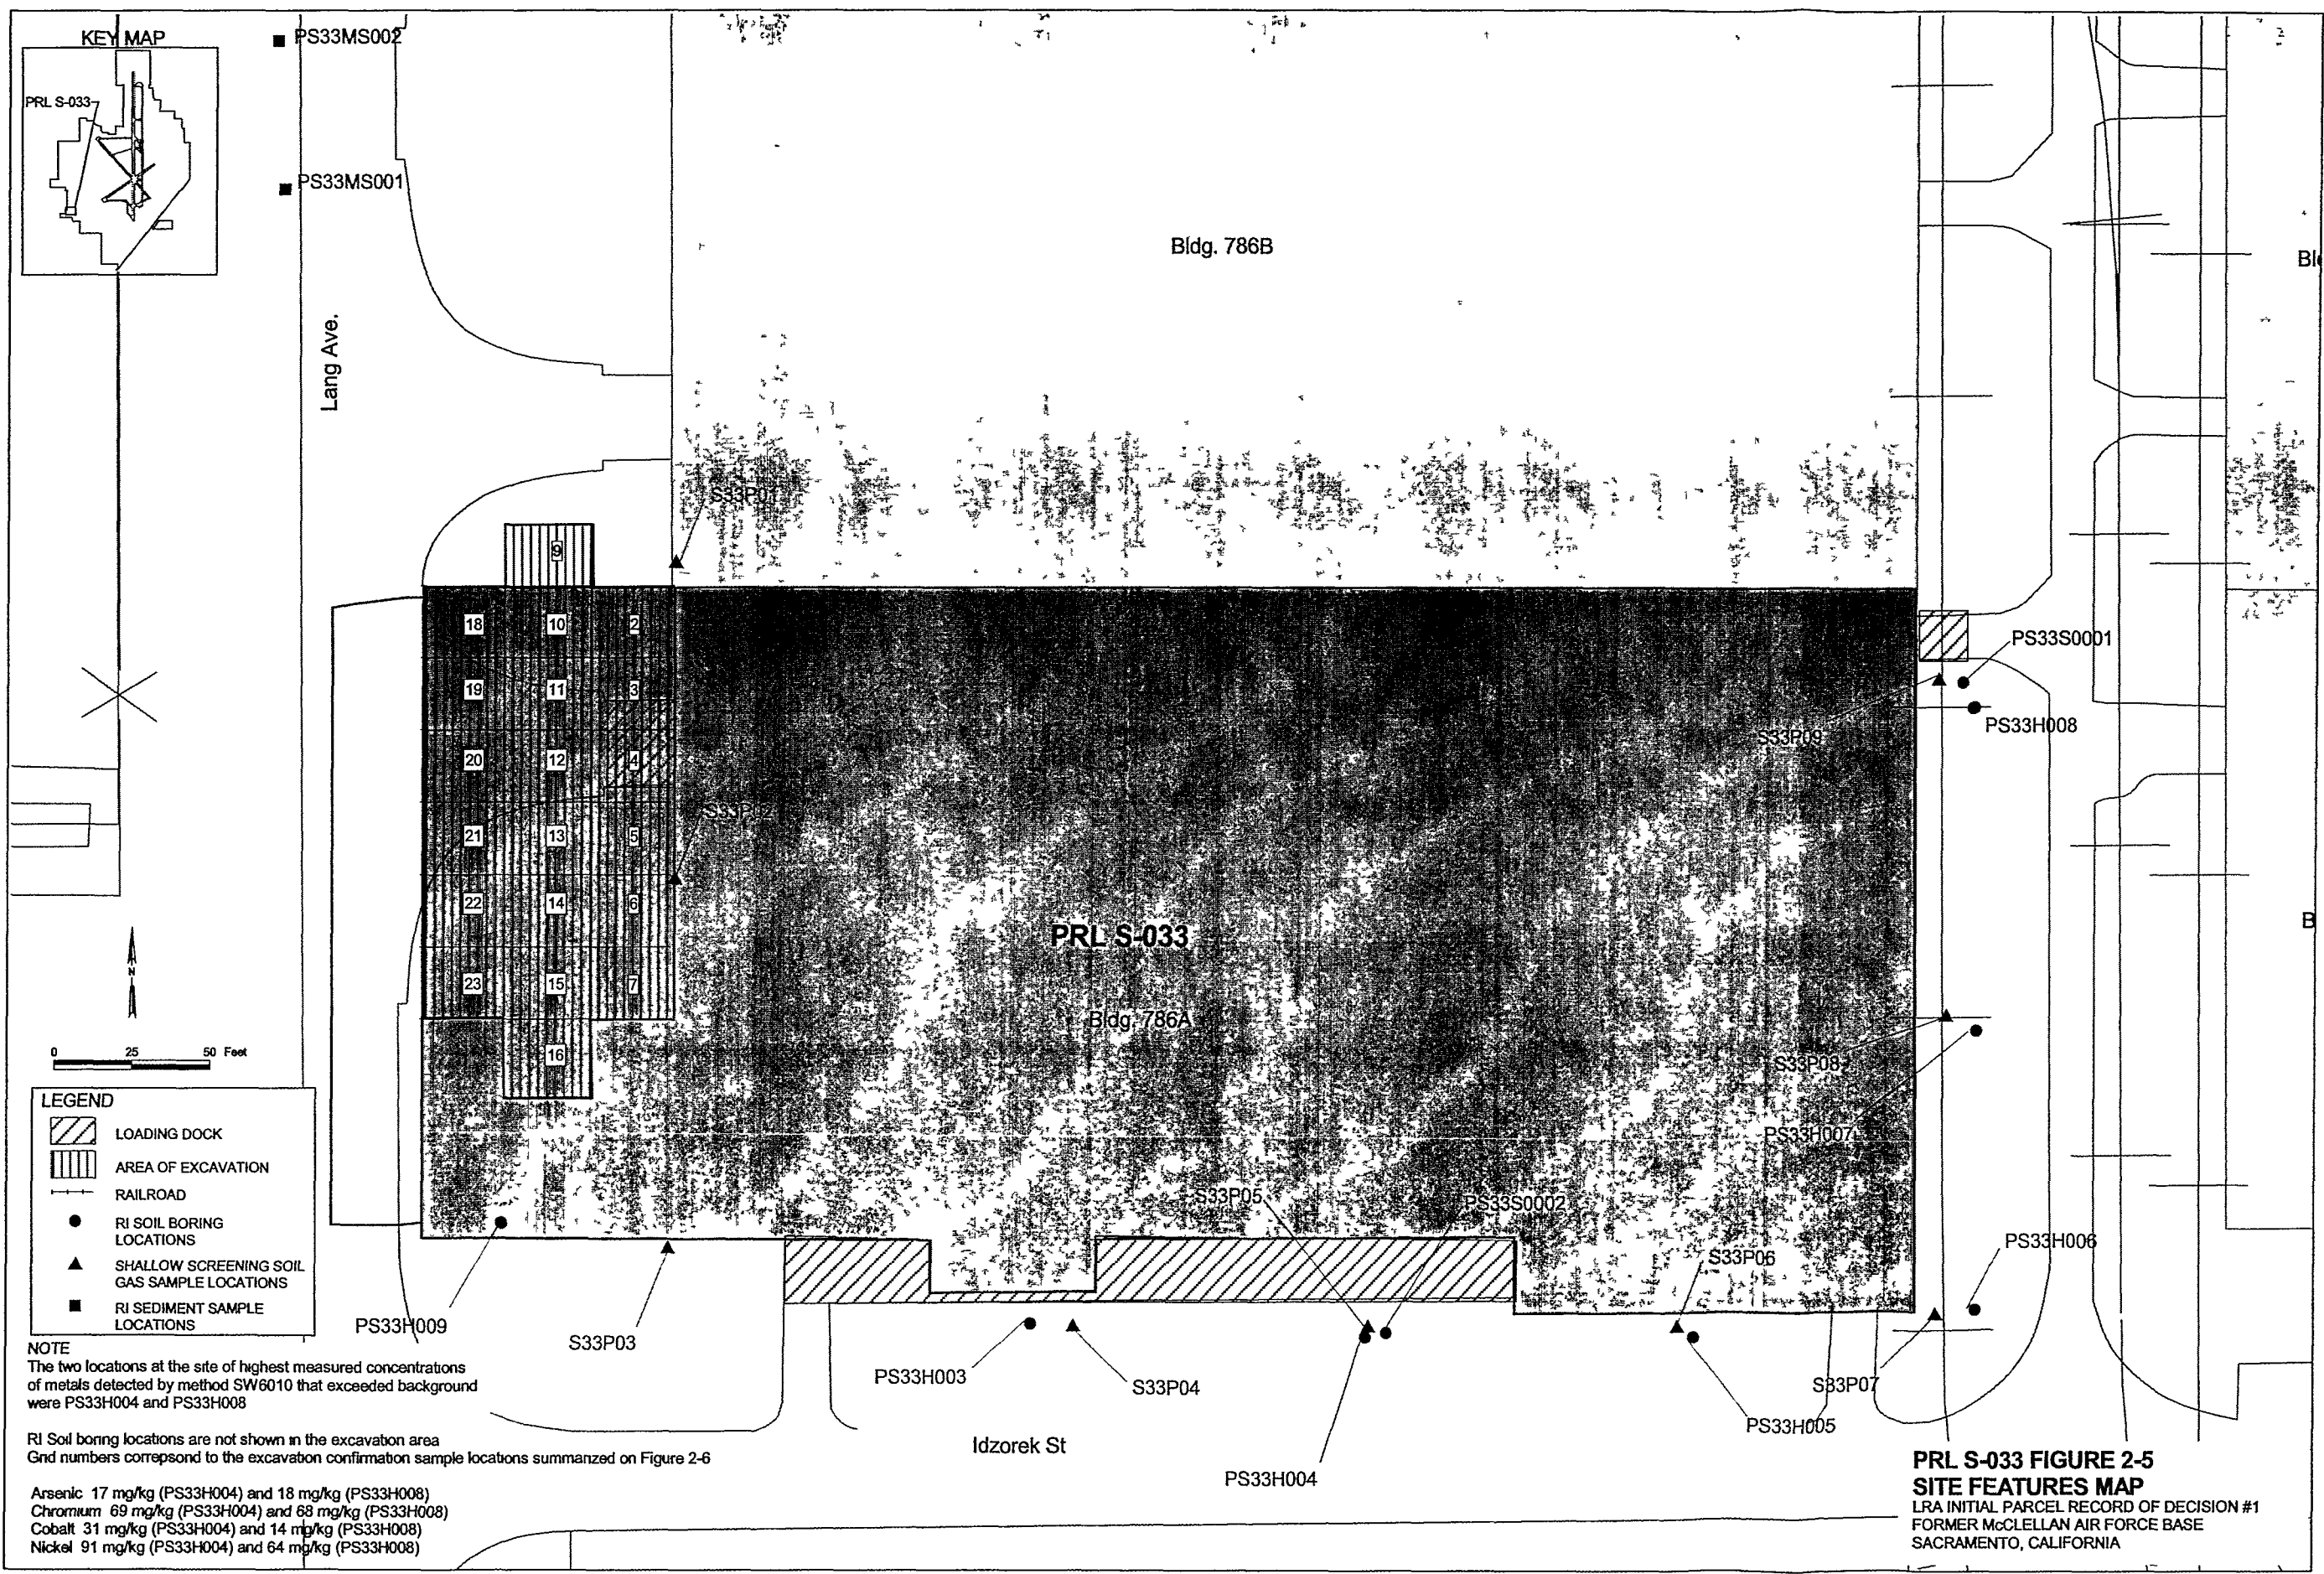 KEY MAP
PRL S-033
PS33MS002
PS33MS001
Lang Ave.
Bldg. 786B
S33P01
9
18
10
2
19
11
3
20
12
4
21
13
5
22
14
6
23
15
7
16
S33P02
PRL S-033
Bldg. 786A
PS33S0001
PS33H008
S33P09
S33P08
PS33H007
S33P05
PS33S0002
S33P06
PS33H006
S33P07
PS33H005
PS33H004
S33P04
PS33H003
S33P03
PS33H009
Idzorek St
N
0 25 50 Feet
LEGEND
LOADING DOCK
AREA OF EXCAVATION
RAILROAD
RI SOIL BORING
LOCATIONS
SHALLOW SCREENING SOIL
GAS SAMPLE LOCATIONS
RI SEDIMENT SAMPLE
LOCATIONS
NOTE
The two locations at the site of highest measured concentrations
of metals detected by method SW6010 that exceeded background
were PS33H004 and PS33H008
RI Soil boring locations are not shown in the excavation area
Grid numbers correpsond to the excavation confirmation sample locations summarized on Figure 2-6
Arsenic 17 mg/kg (PS33H004) and 18 mg/kg (PS33H008)
Chromium 69 mg/kg (PS33H004) and 68 mg/kg (PS33H008)
Cobalt 31 mg/kg (PS33H004) and 14 mg/kg (PS33H008)
Nickel 91 mg/kg (PS33H004) and 64 mg/kg (PS33H008)
PRL S-033 FIGURE 2-5
SITE FEATURES MAP
LRA INITIAL PARCEL RECORD OF DECISION #1
FORMER McCLELLAN AIR FORCE BASE
SACRAMENTO, CALIFORNIA